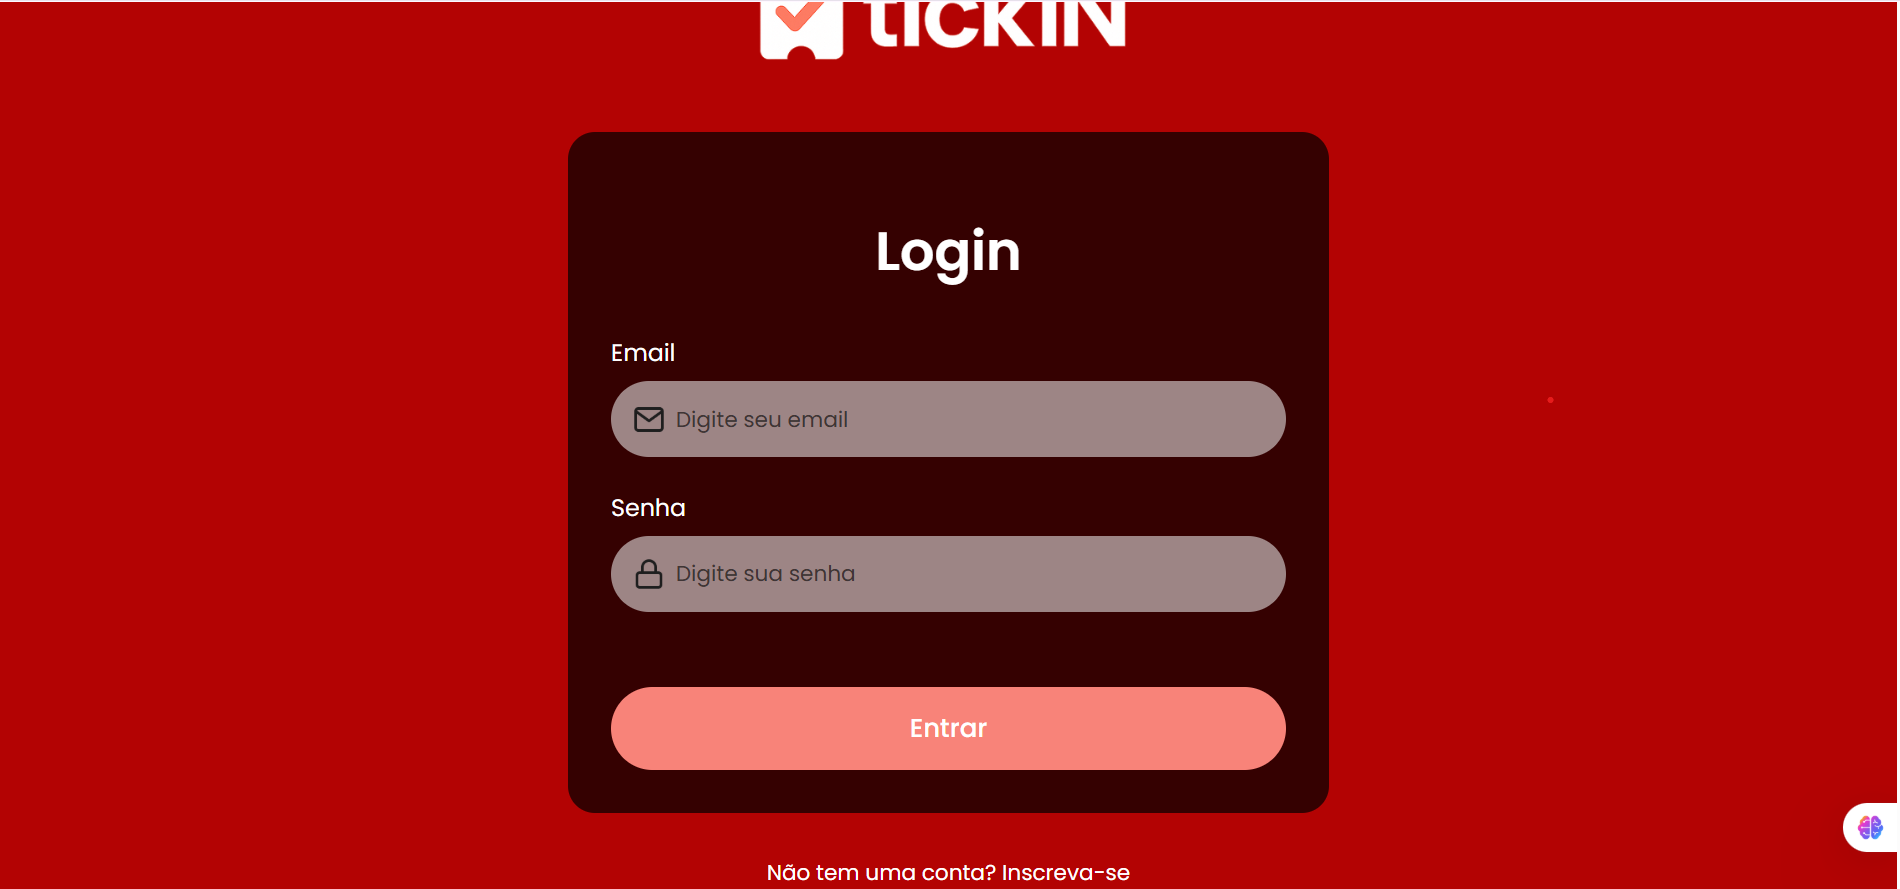 tickIN
Login
Email
Digite seu email
Senha
Digite sua senha
Entrar
Não tem uma conta? Inscreva-se